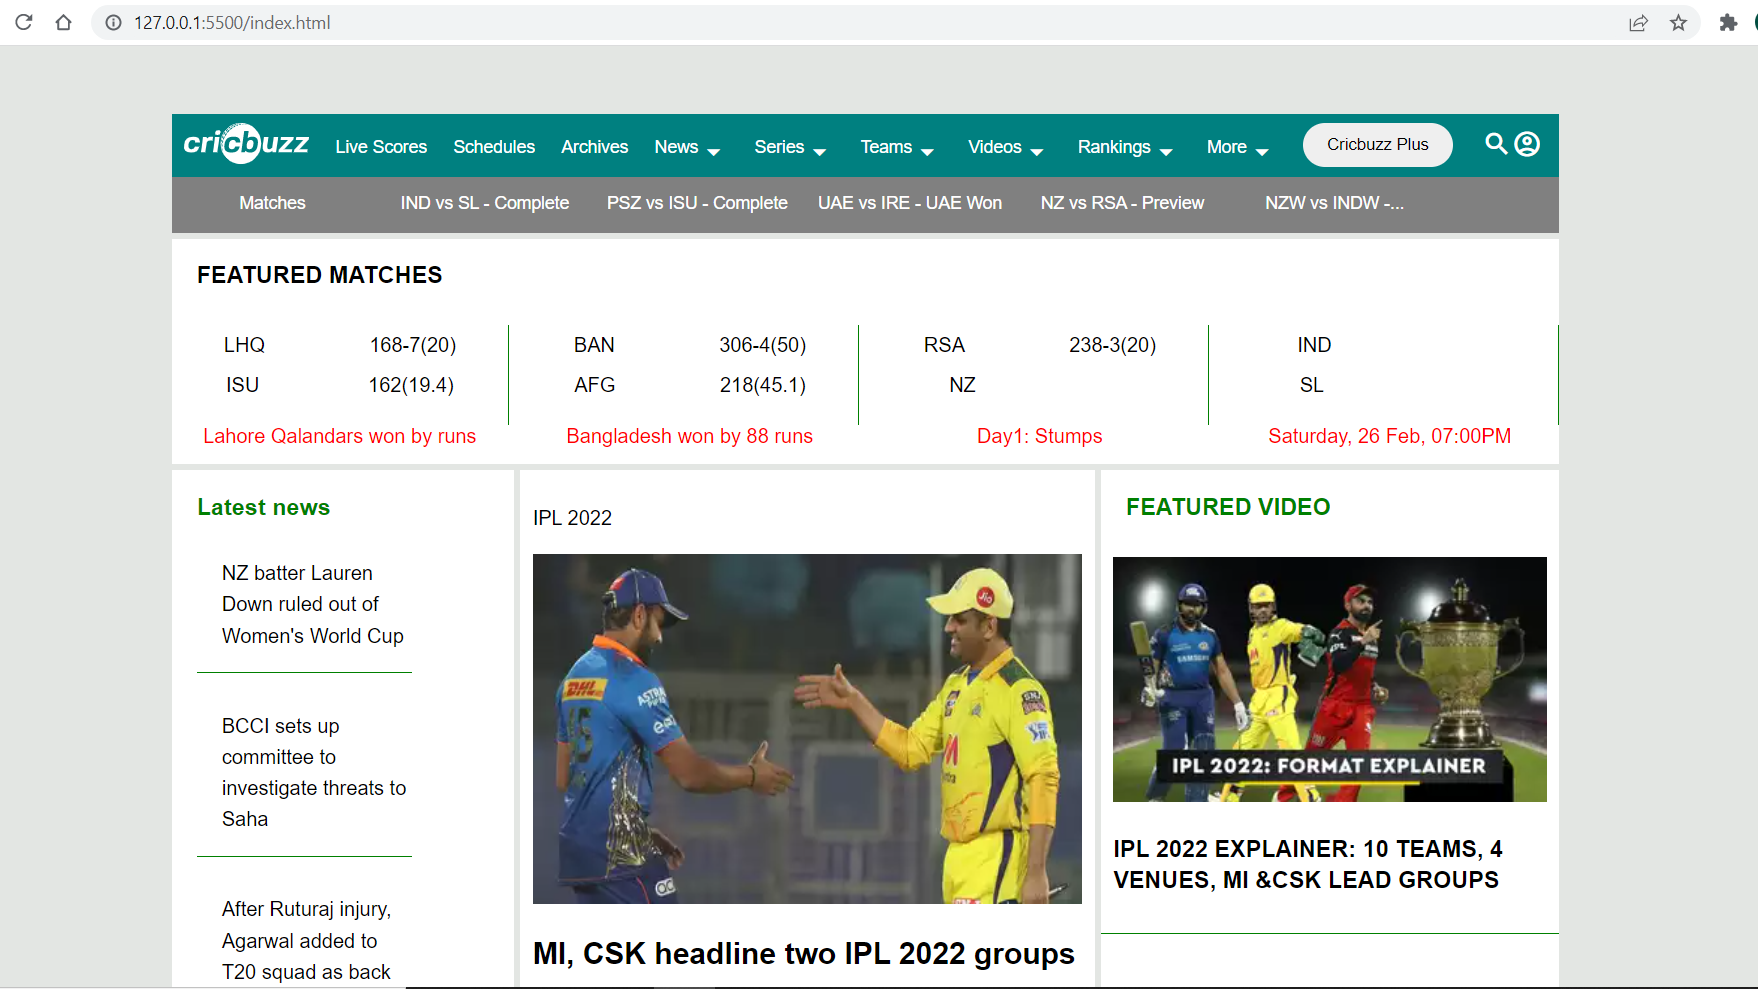 127.0.0.1:5500/index.html
cricbuzz Live Scores Schedules Archives News Series Teams Videos Rankings More Cricbuzz Plus
Matches IND vs SL - Complete PSZ vs ISU - Complete UAE vs IRE - UAE Won NZ vs RSA - Preview NZW vs INDW -...
FEATURED MATCHES
LHQ 168-7(20) BAN 306-4(50) RSA 238-3(20) IND
ISU 162(19.4) AFG 218(45.1) NZ SL
Lahore Qalandars won by runs Bangladesh won by 88 runs Day1: Stumps Saturday, 26 Feb, 07:00PM
Latest news
NZ batter Lauren
Down ruled out of
Women's World Cup
BCCI sets up
committee to
investigate threats to
Saha
After Ruturaj injury,
Agarwal added to
T20 squad as back
IPL 2022
Jio
DHL
45
MI, CSK headline two IPL 2022 groups
FEATURED VIDEO
SAMSUNG
IPL 2022: FORMAT EXPLAINER
IPL 2022 EXPLAINER: 10 TEAMS, 4
VENUES, MI &CSK LEAD GROUPS